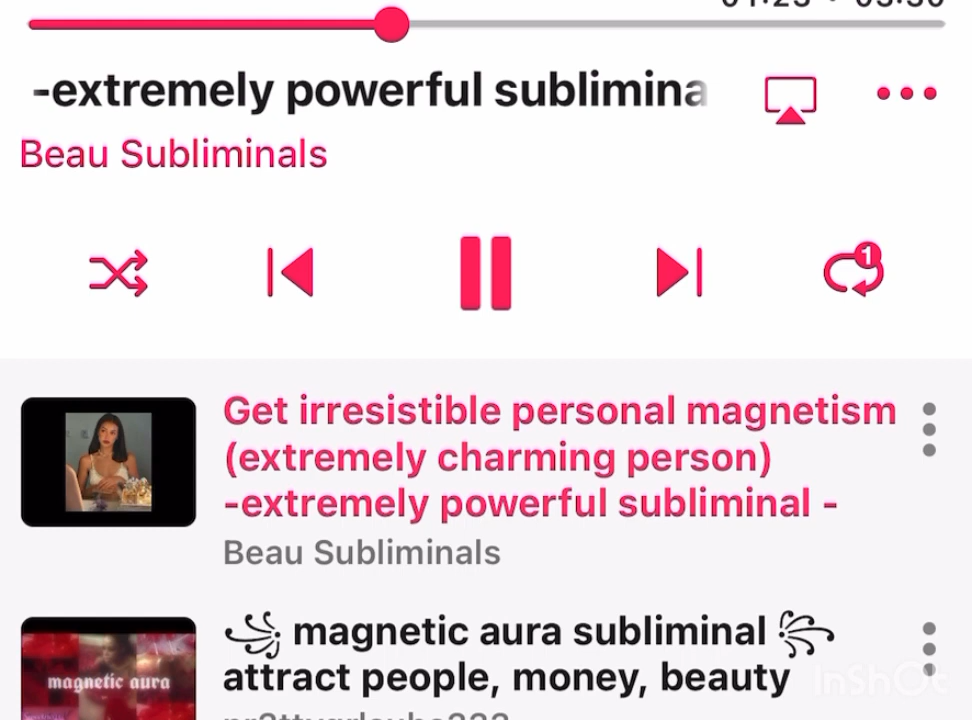 -extremely powerful sublimina
Beau Subliminals
1
Get irresistible personal magnetism
(extremely charming person)
-extremely powerful subliminal -
Beau Subliminals
magnetic aura subliminal
magnetic aura
attract people, money, beauty
InShOt